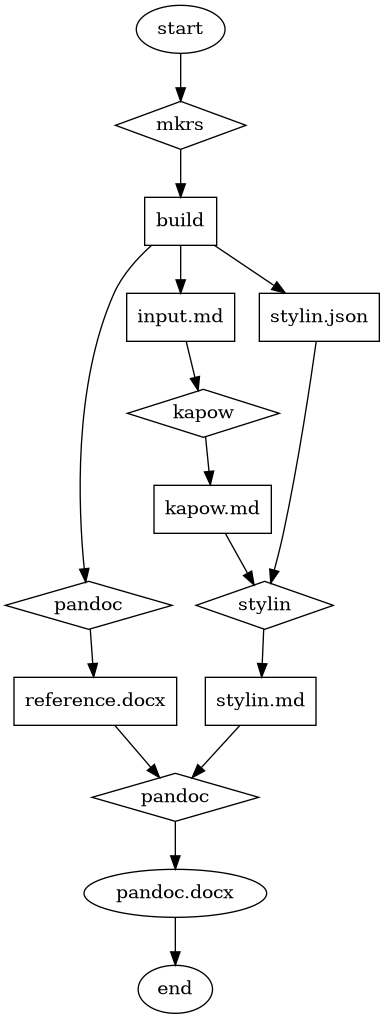 start
mkrs
build
input.md
stylin.json
kapow
kapow.md
pandoc
stylin
reference.docx
stylin.md
pandoc
pandoc.docx
end